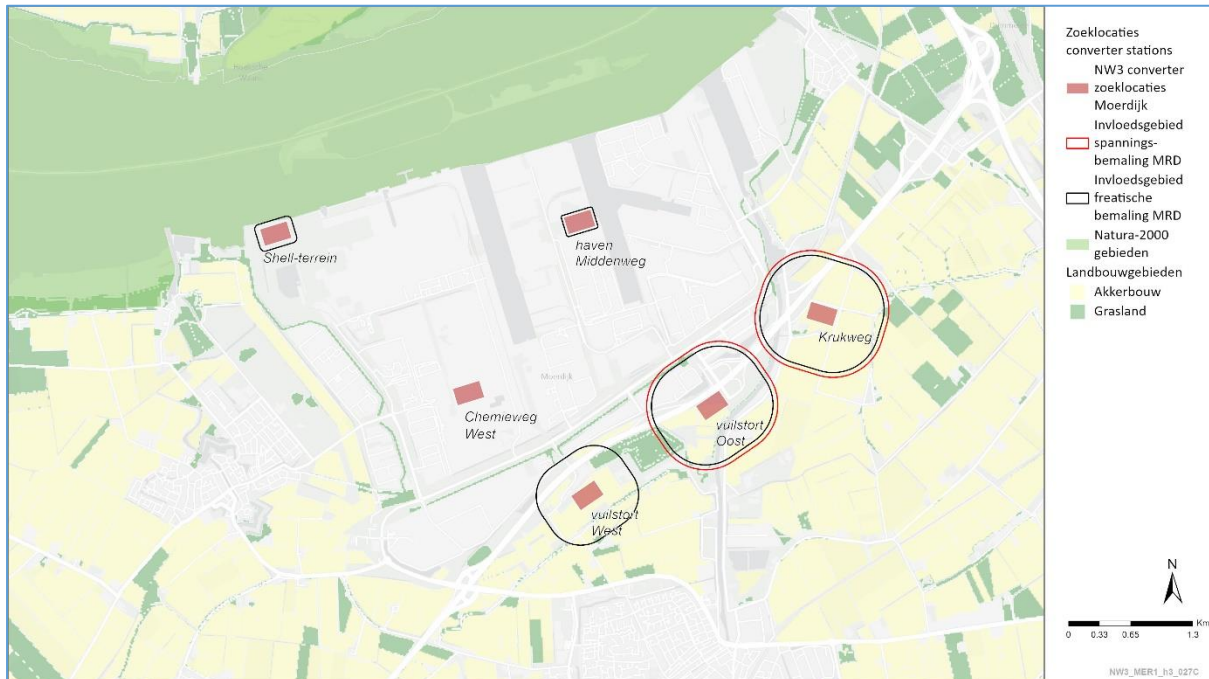 Shell-terrein
haven
Middenweg
Krukweg
Moerdijk
Chemieweg
West
vuilstort
Oost
vuilstort
West
Zoeklocaties
converter stations
NW3 converter
zoeklocaties
Moerdijk
Invloedsgebied
spannings-
bemaling MRD
Invloedsgebied
freatische
bemaling MRD
Natura-2000
gebieden
Landbouwgebieden
Akkerbouw
Grasland
N
Km
0 0.33 0.65 1.3
NW3_MER1_h3_027C